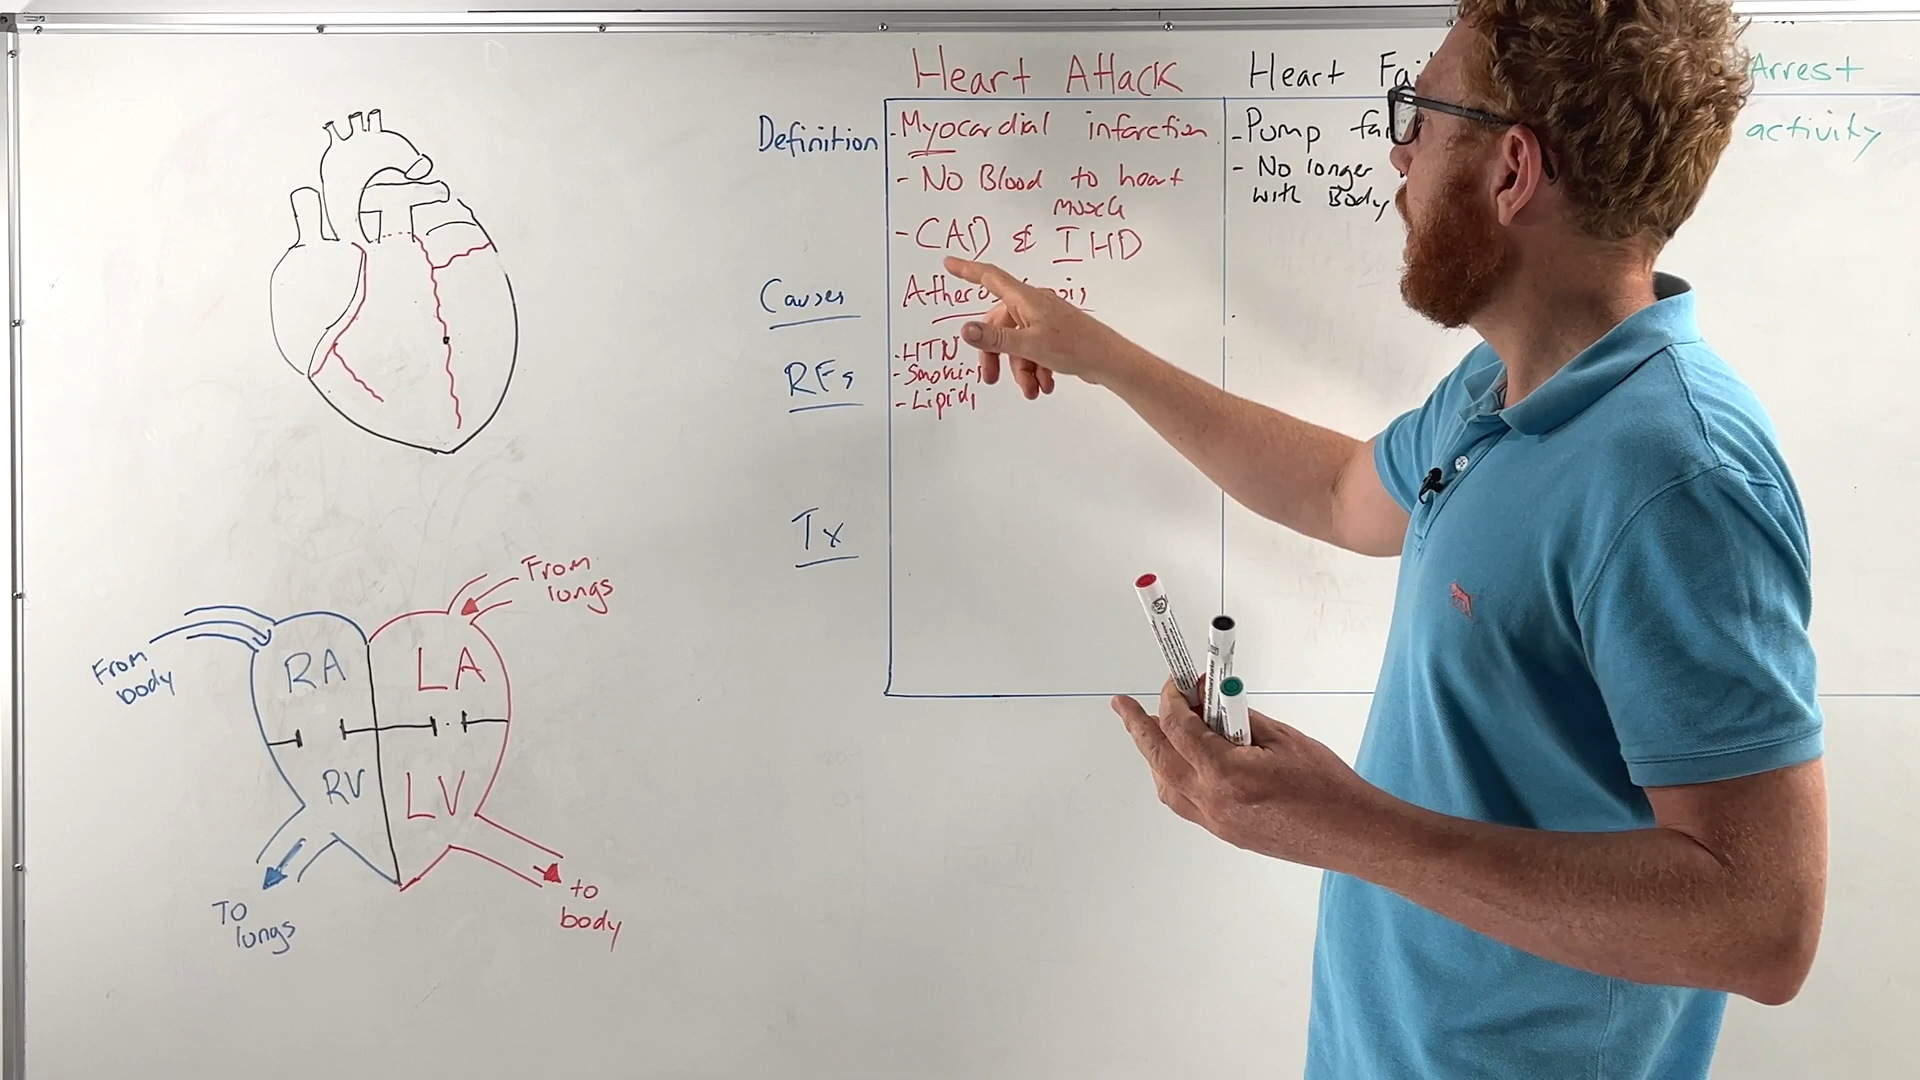 Heart Attack
Heart Fai
Arrest
Definition
- Myocardial infarction
- No Blood to heart
muscle
- CAD & IHD
- Pump
- No longer
with Body
activity
Causes
RFs
- HTN
- Smoking
- Lipids
Tx
From
lungs
From
body
RA
LA
RV
LV
To
lungs
to
body